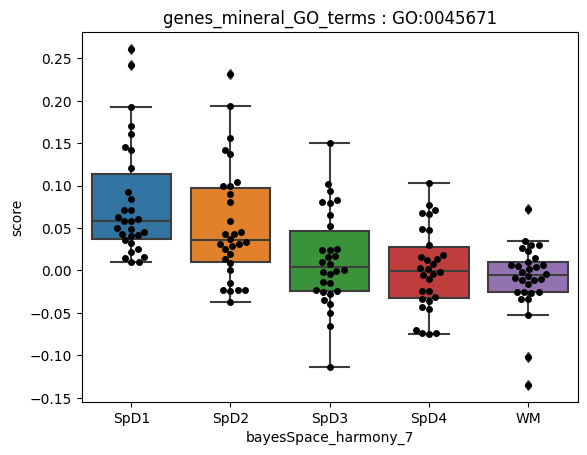 genes_mineral_GO_terms : GO:0045671
score
0.25
0.20
0.15
0.10
0.05
0.00
−0.05
−0.10
−0.15
SpD1 SpD2 SpD3 SpD4 WM
bayesSpace_harmony_7